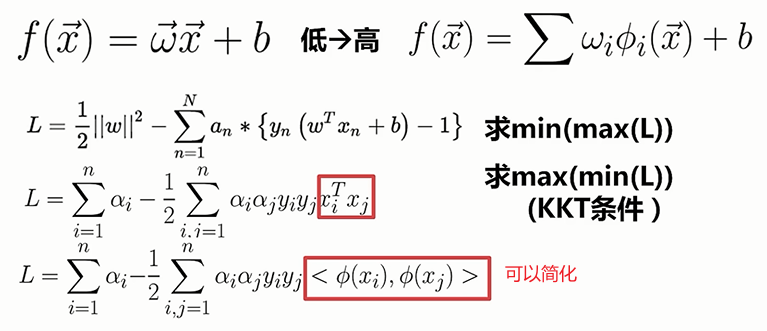 f(\vec{x}) = \vec{\omega}\vec{x} + b 低→高 f(\vec{x}) = \sum \omega_i \phi_i(\vec{x}) + b
L = \frac{1}{2}||w||^2 - \sum_{n=1}^{N} a_n * \{y_n (w^T x_n + b) - 1\} 求min(max(L))
L = \sum_{i=1}^{n} \alpha_i - \frac{1}{2} \sum_{i,j=1}^{n} \alpha_i \alpha_j y_i y_j x_i^T x_j 求max(min(L))
(KKT条件)
L = \sum_{i=1}^{n} \alpha_i - \frac{1}{2} \sum_{i,j=1}^{n} \alpha_i \alpha_j y_i y_j < \phi(x_i), \phi(x_j) > 可以简化